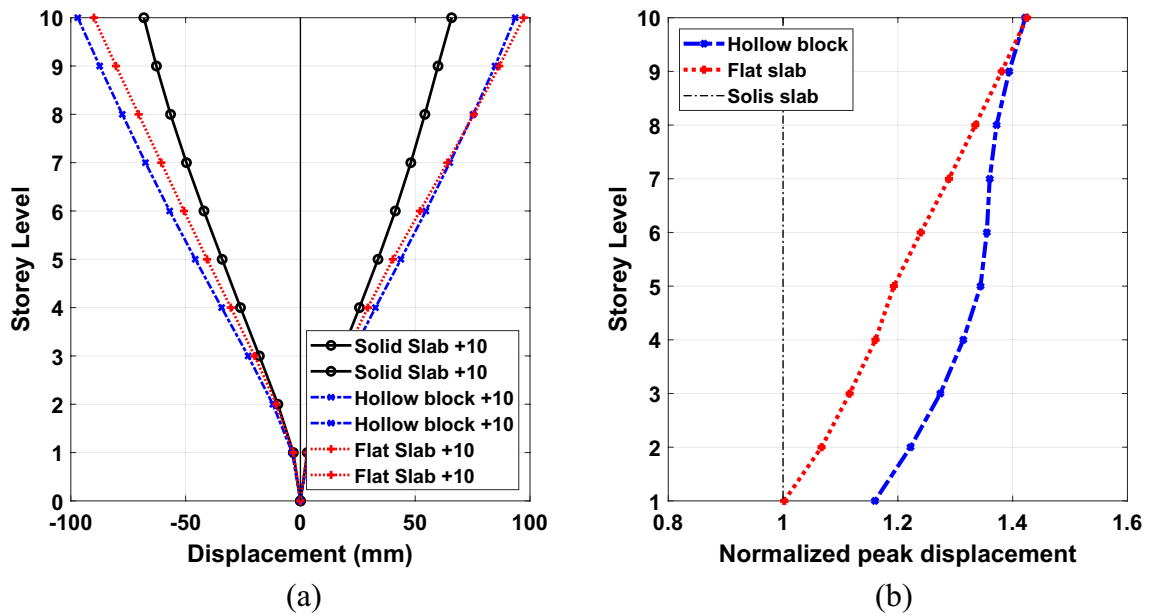 10
9
8
7
6
5
4
3
2
1
0
Storey Level
-100 -50 0 50 100
Displacement (mm)
Solid Slab +10
Solid Slab +10
Hollow block +10
Hollow block +10
Flat Slab +10
Flat Slab +10
(a)
10
9
8
7
6
5
4
3
2
1
Storey Level
0.8 1 1.2 1.4 1.6
Normalized peak displacement
Hollow block
Flat slab
Solis slab
(b)